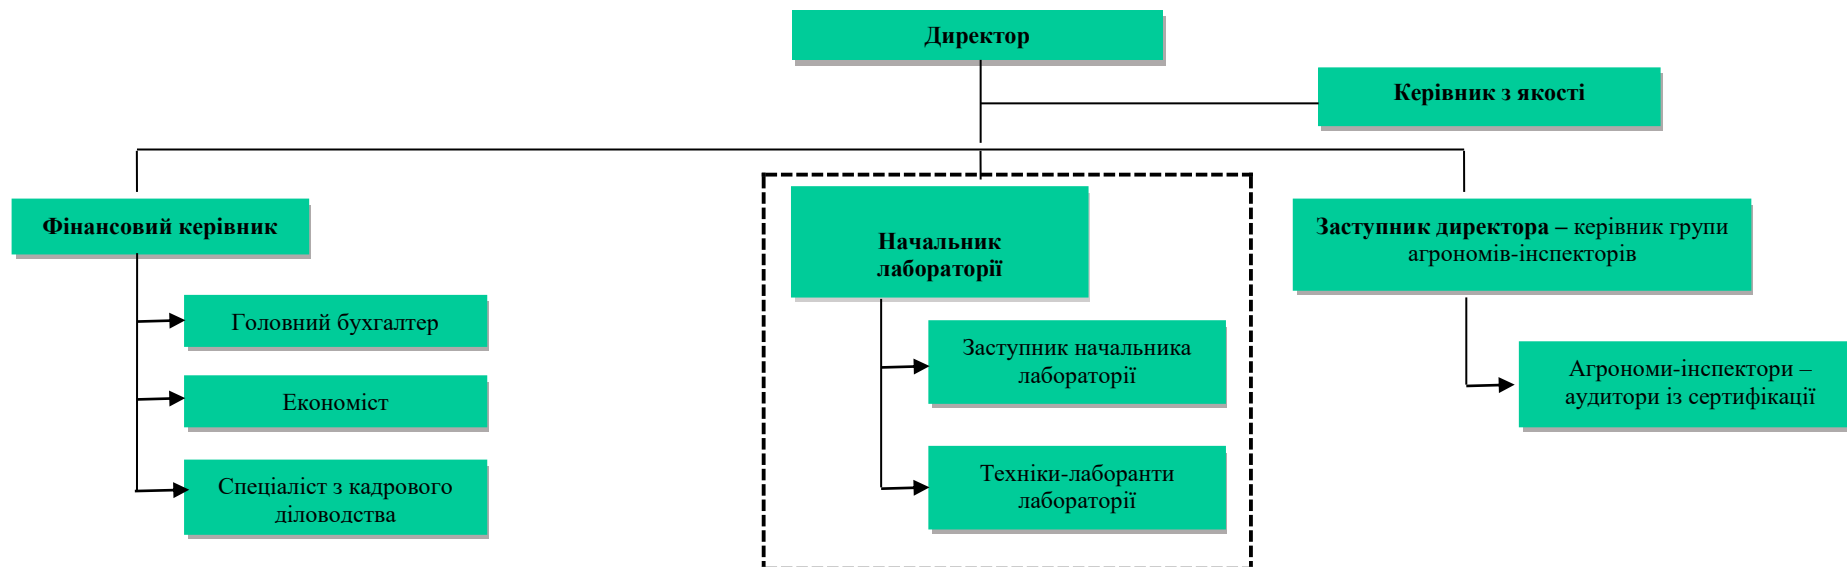 Директор
Керівник з якості
Фінансовий керівник
Головний бухгалтер
Економіст
Спеціаліст з кадрового
діловодства
Начальник
лабораторії
Заступник начальника
лабораторії
Техніки-лаборанти
лабораторії
Заступник директора – керівник групи
агрономів-інспекторів
Агрономи-інспектори –
аудитори із сертифікації